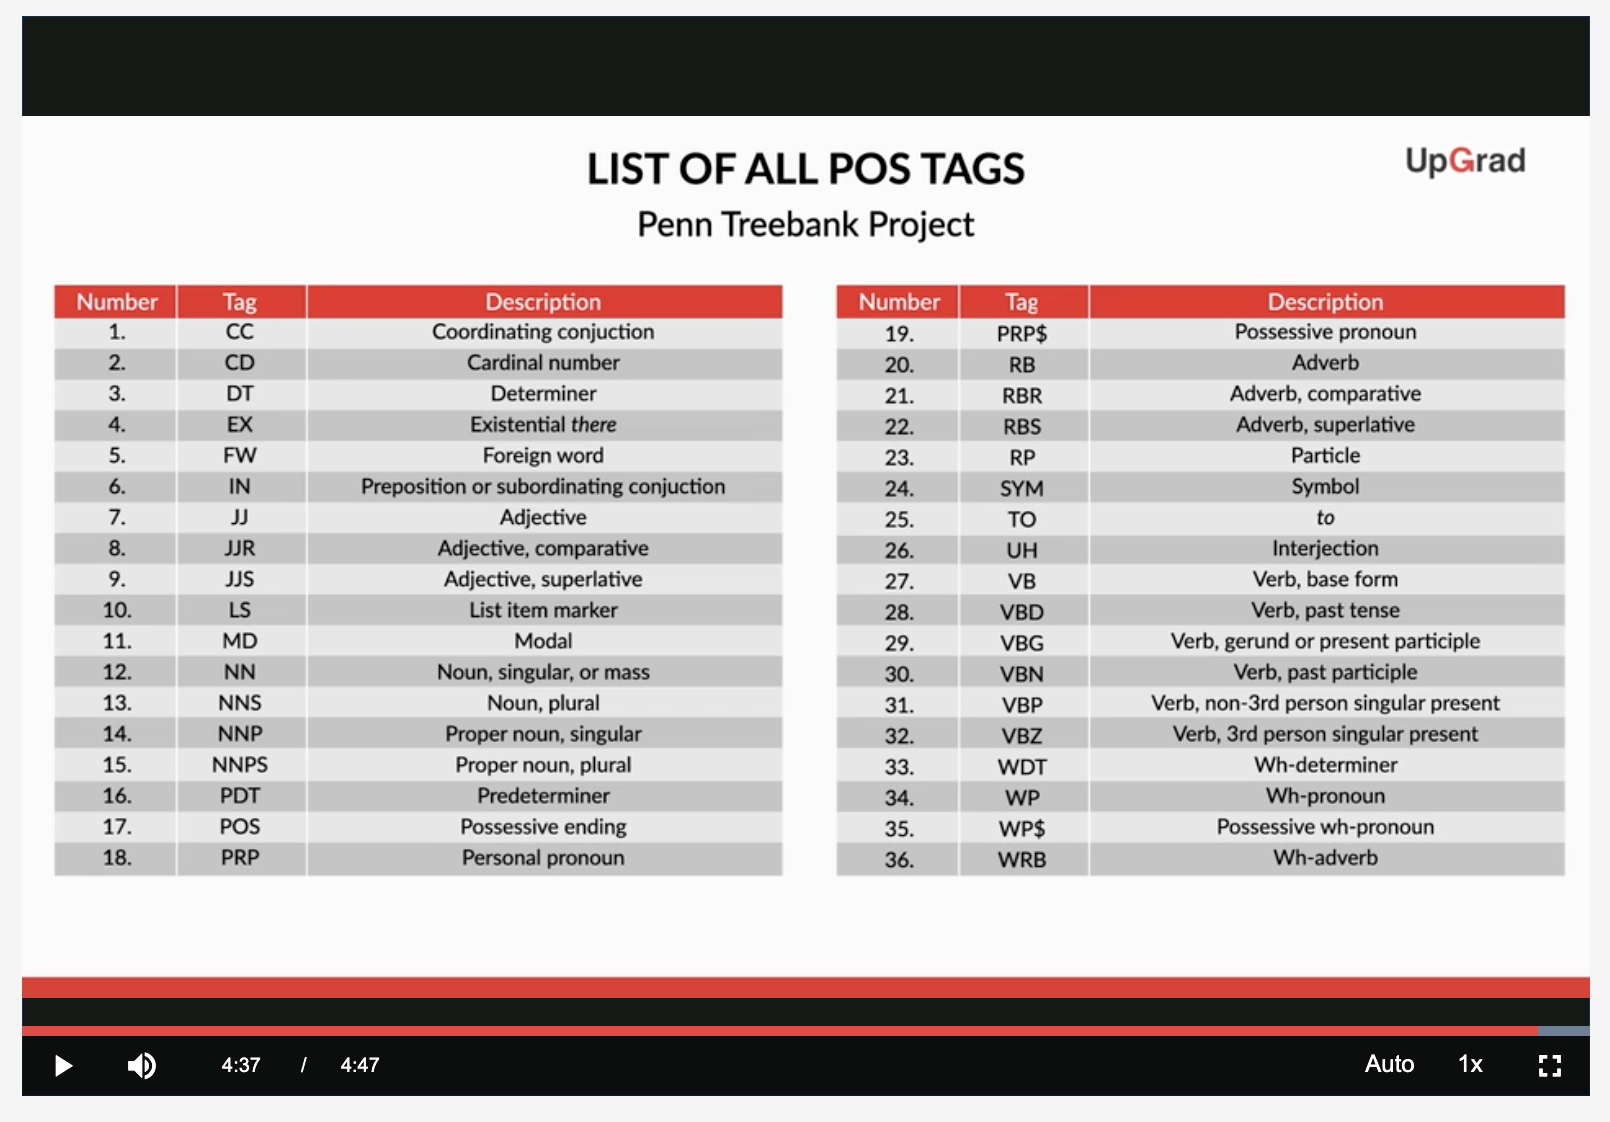 LIST OF ALL POS TAGS
UpGrad
Penn Treebank Project
Number Tag Description
1. CC Coordinating conjuction
2. CD Cardinal number
3. DT Determiner
4. EX Existential there
5. FW Foreign word
6. IN Preposition or subordinating conjuction
7. JJ Adjective
8. JJR Adjective, comparative
9. JJS Adjective, superlative
10. LS List item marker
11. MD Modal
12. NN Noun, singular, or mass
13. NNS Noun, plural
14. NNP Proper noun, singular
15. NNPS Proper noun, plural
16. PDT Predeterminer
17. POS Possessive ending
18. PRP Personal pronoun
Number Tag Description
19. PRP$ Possessive pronoun
20. RB Adverb
21. RBR Adverb, comparative
22. RBS Adverb, superlative
23. RP Particle
24. SYM Symbol
25. TO to
26. UH Interjection
27. VB Verb, base form
28. VBD Verb, past tense
29. VBG Verb, gerund or present participle
30. VBN Verb, past participle
31. VBP Verb, non-3rd person singular present
32. VBZ Verb, 3rd person singular present
33. WDT Wh-determiner
34. WP Wh-pronoun
35. WP$ Possessive wh-pronoun
36. WRB Wh-adverb
4:37 / 4:47 Auto 1x